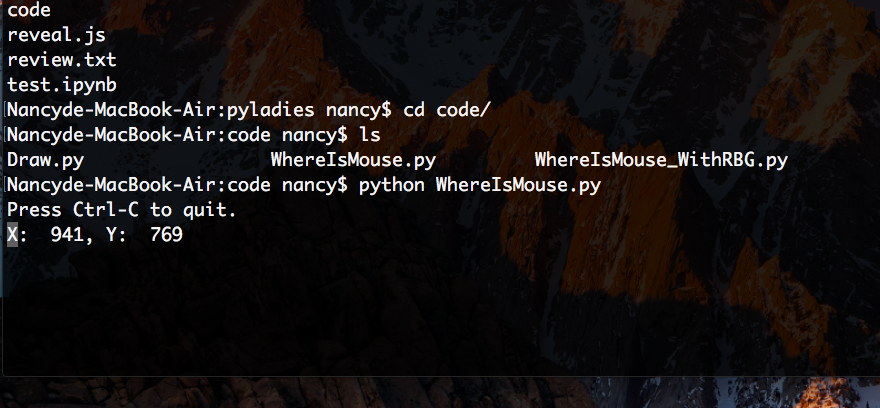 code
reveal.js
review.txt
test.ipynb
Nancyde-MacBook-Air:pyladies nancy$ cd code/
Nancyde-MacBook-Air:code nancy$ ls
Draw.py WhereIsMouse.py WhereIsMouse_WithRBG.py
Nancyde-MacBook-Air:code nancy$ python WhereIsMouse.py
Press Ctrl-C to quit.
X:  941, Y:  769